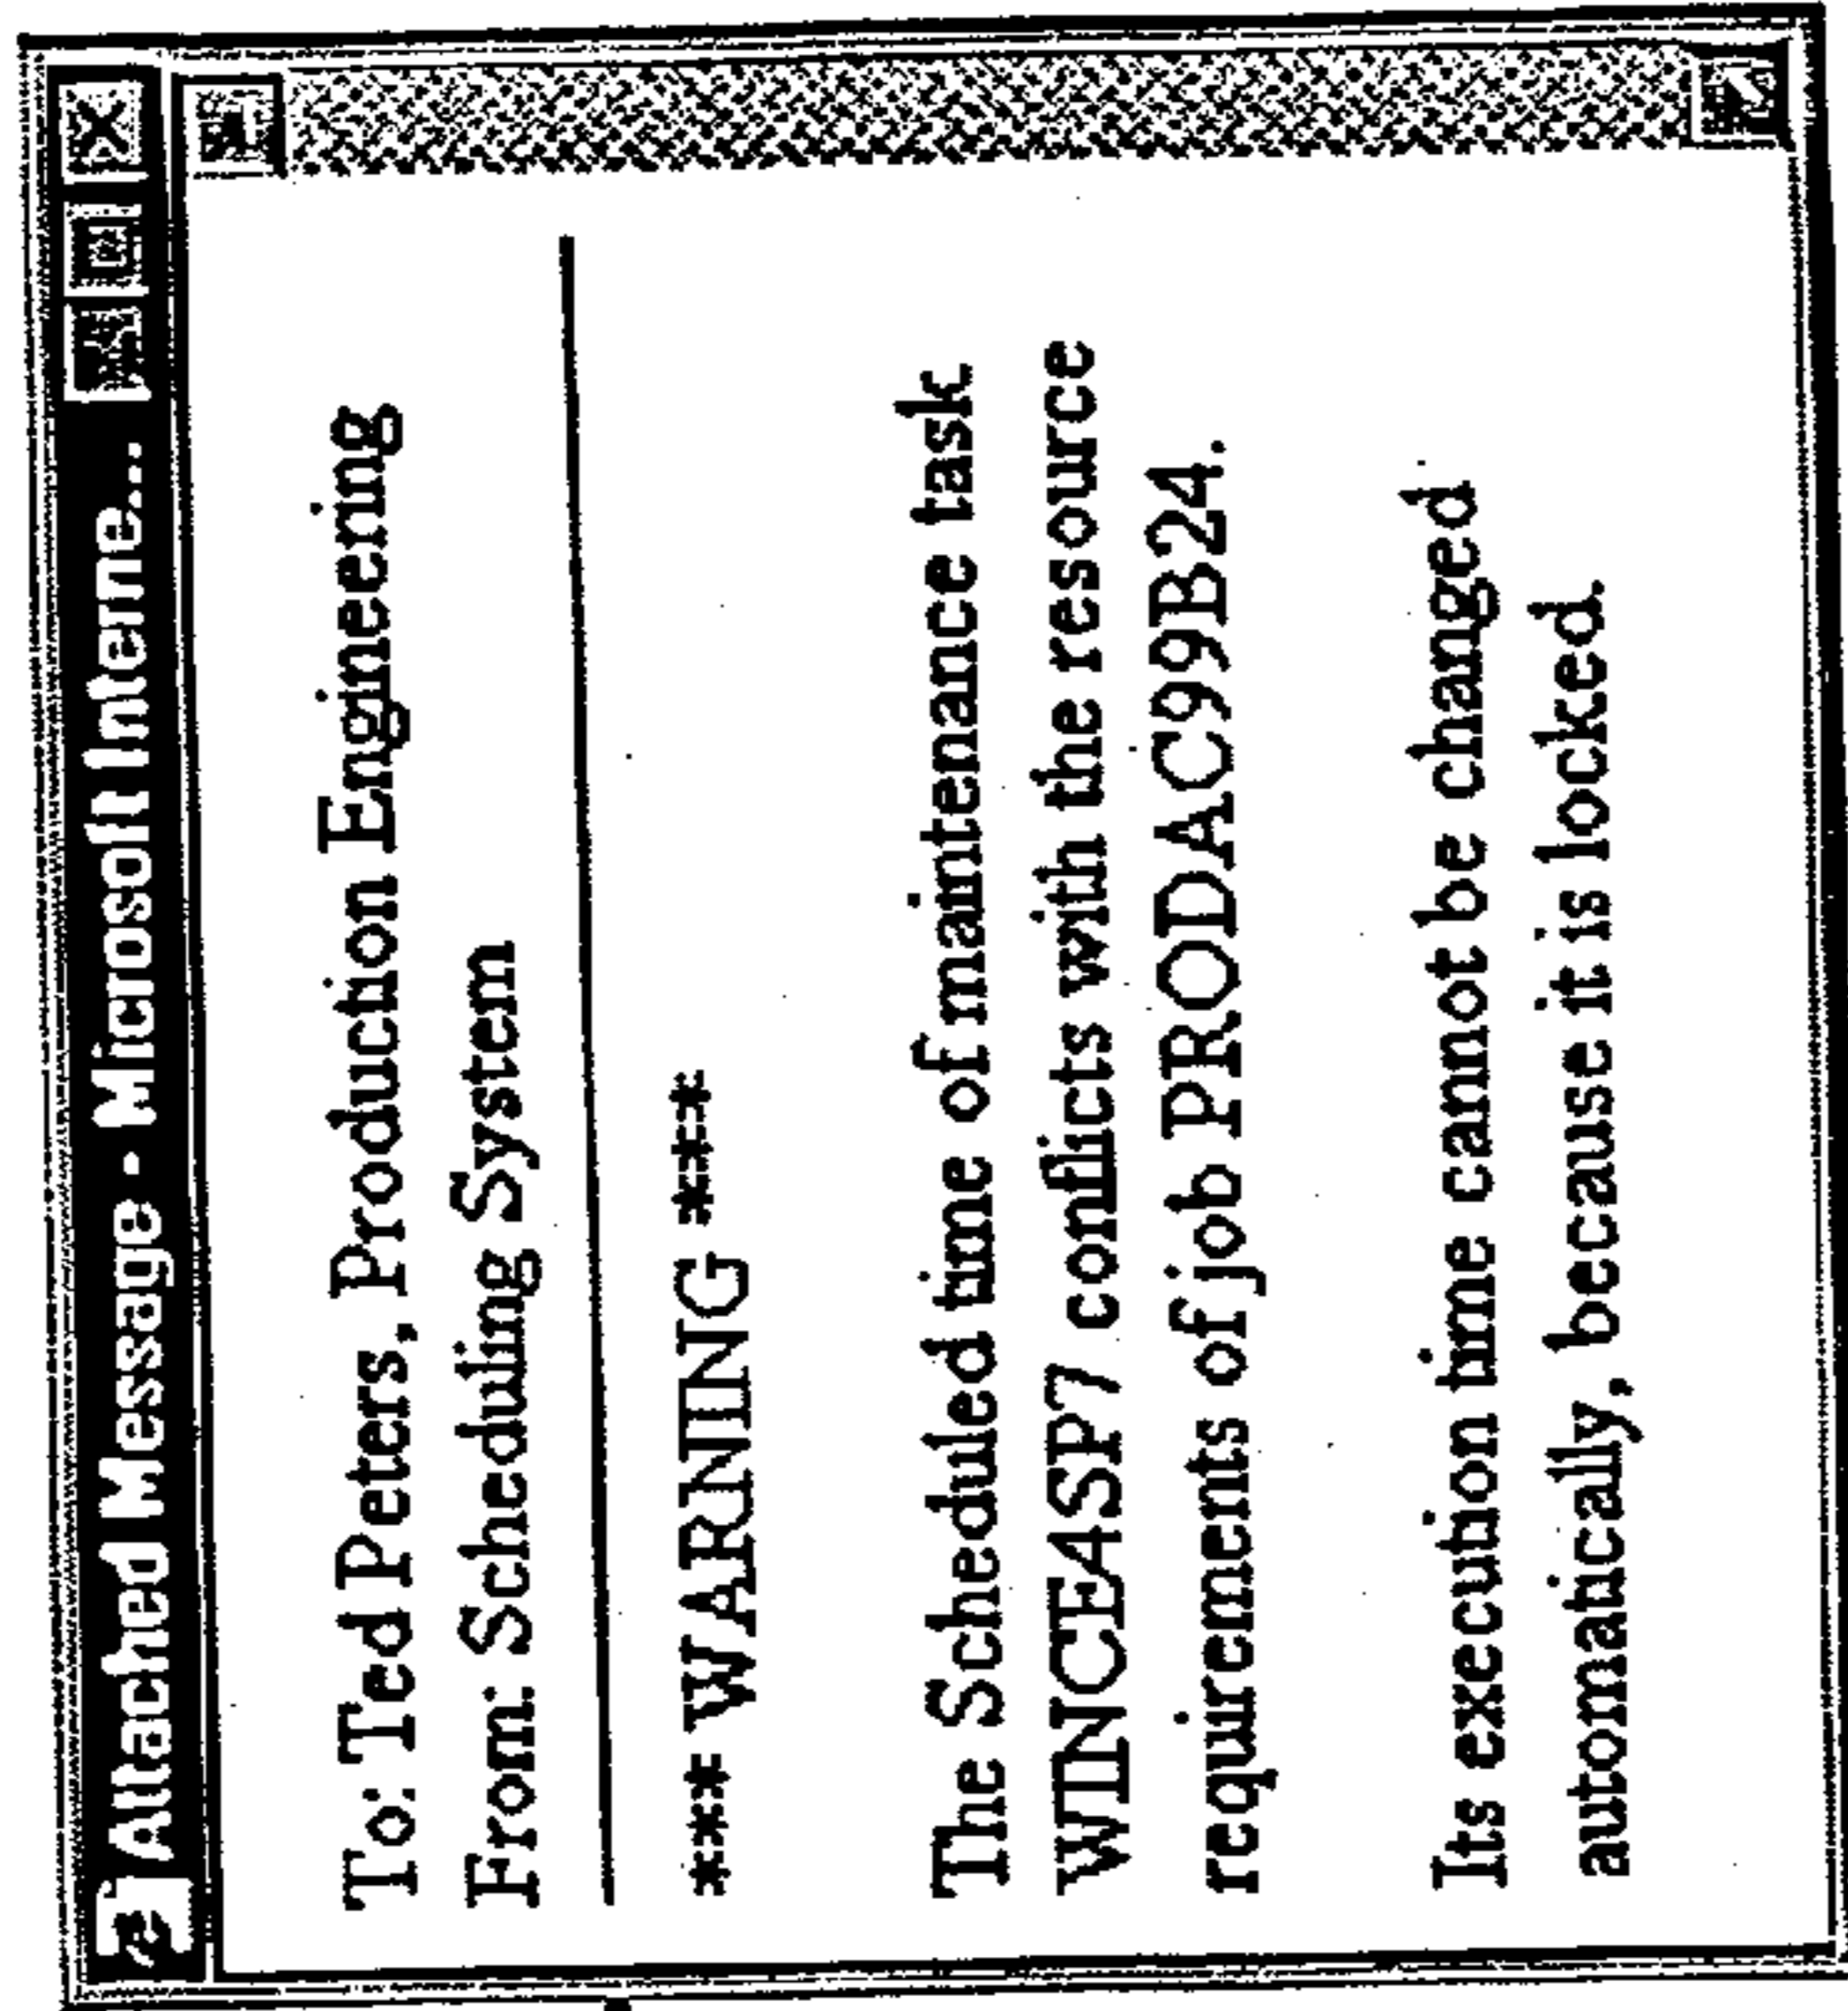 Attached Message - Microsoft Interne...
To: Ted Peters, Production Engineering
From: Scheduling System
*** WARNING ***
The Scheduled time of maintenance task
WINCE4SP7 conflicts with the resource
requirements of job PRODAC99B24.
Its execution time cannot be changed
automatically, because it is locked.